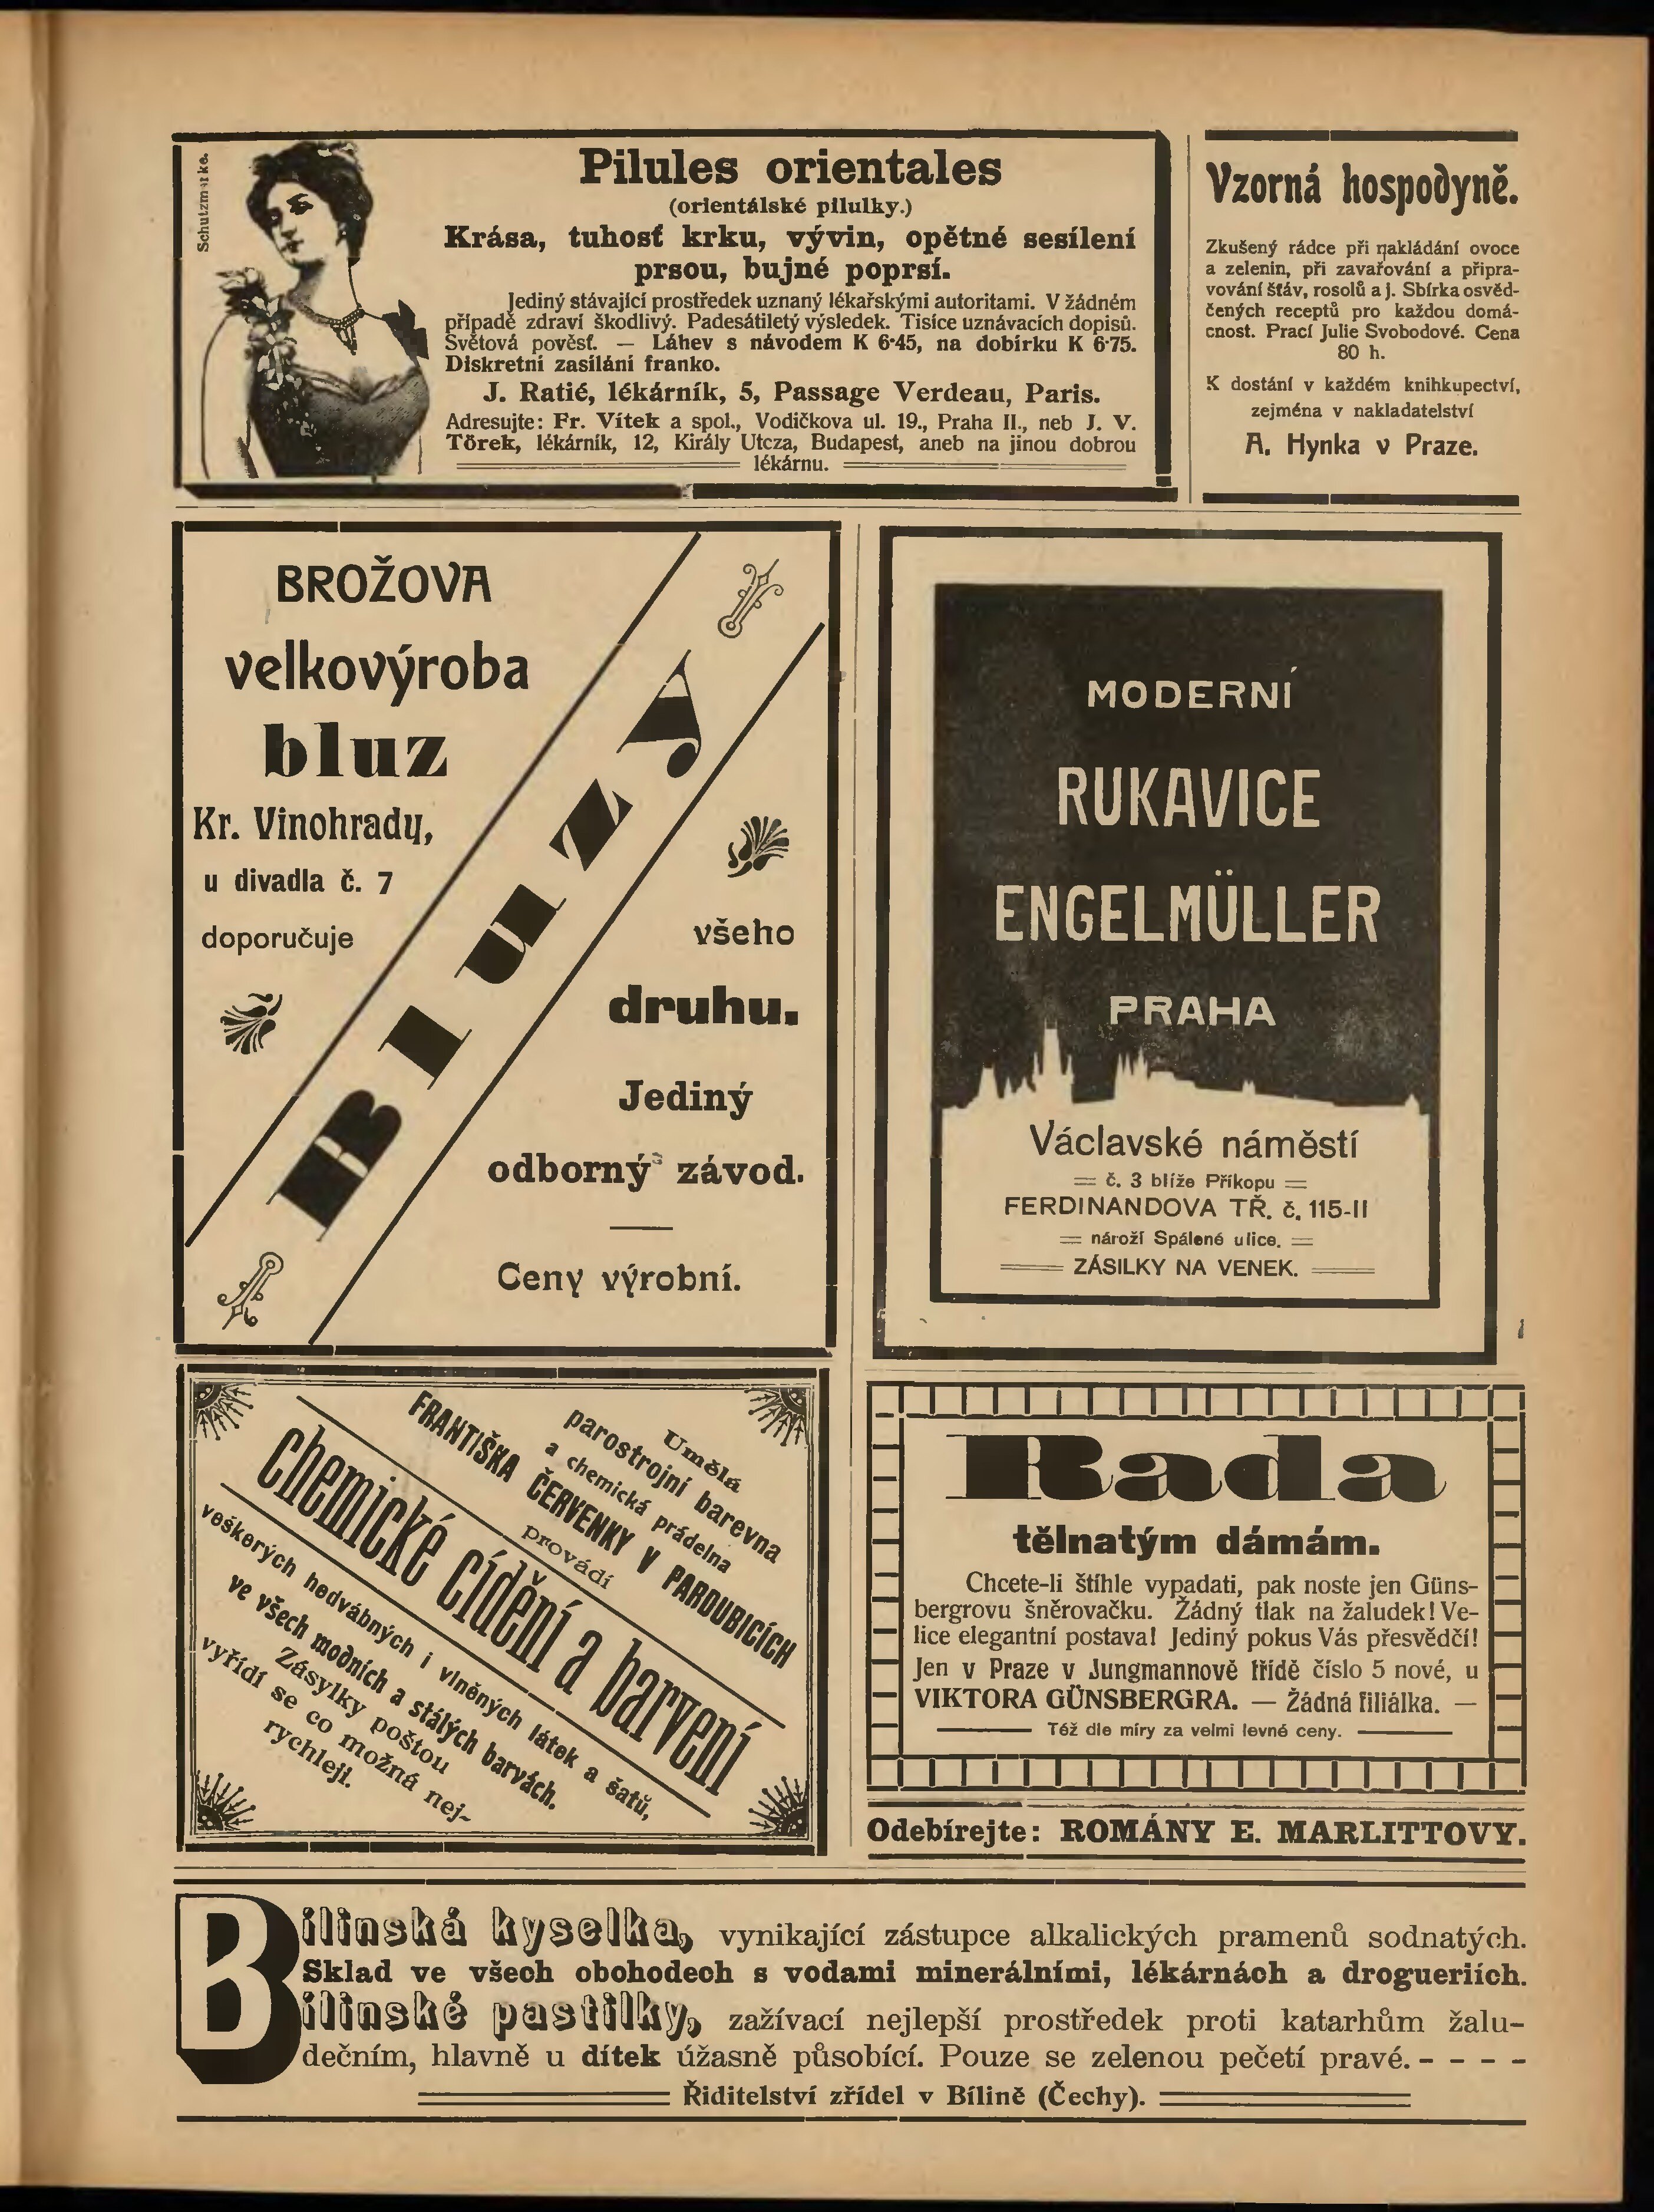 Schutzmarke.
Pilules orientales
(orientálské pilulky.)
Krása, tuhosť krku, vývin, opětné sesílení
prsou, bujné poprsí.
Jediný stávající prostředek uznaný lékařskými autoritami. V žádném
případě zdraví škodlivý. Padesátiletý výsledek. Tisíce uznávacích dopisů.
Světová pověsť. — Láhev s návodem K 6·45, na dobírku K 6·75.
Diskretní zasílání franko.
J. Ratié, lékárník, 5, Passage Verdeau, Paris.
Adresujte: Fr. Vítek a spol., Vodičkova ul. 19., Praha II., neb J. V.
Török, lékárník, 12, Király Utcza, Budapest, aneb na jinou dobrou
lékárnu.
Vzorná hospodyně.
Zkušený rádce při nakládání ovoce
a zelenin, při zavařování a připra-
vování šťáv, rosolů a j. Sbírka osvěd-
čených receptů pro každou domá-
cnost. Prací Julie Svobodové. Cena
80 h.
K dostání v každém knihkupectví,
zejména v nakladatelství
A. Hynka v Praze.
BROŽOVA
velkovýroba
bluz
Kr. Vinohrady,
u divadla č. 7
doporučuje
Bluzy
všeho
druhu.
Jediný
odborný závod.
Ceny výrobní.
MODERNÍ
RUKAVICE
ENGELMÜLLER
PRAHA
Václavské náměstí
č. 3 blíže Příkopu
FERDINANDOVA TŘ. č. 115-II
nároží Spálené ulice.
ZÁSILKY NA VENEK.
Umělá
parostrojní barevna
a chemická prádelna
FRANTIŠKA ČERVENKY V PARDUBICÍCH
provádí
chemické cídění a barvení
veškerých hedvábných i vlněných látek a šatů,
ve všech modních a stálých barvách.
Zásylky poštou
vyřídí se co možná nej-
rychleji.
Rada
tělnatým dámám.
Chcete-li štíhle vypadati, pak noste jen Güns-
bergrovu šněrovačku. Žádný tlak na žaludek! Ve-
lice elegantní postava! Jediný pokus Vás přesvědčí!
Jen v Praze v Jungmannově třídě číslo 5 nové, u
VIKTORA GÜNSBERGRA. — Žádná filiálka. —
Též dle míry za velmi levné ceny.
Odebírejte: ROMÁNY E. MARLITTOVY.
Bílinská kyselka, vynikající zástupce alkalických pramenů sodnatých.
Sklad ve všech obchodech s vodami minerálními, lékárnách a drogueriích.
Bílinské pastilky, zažívací nejlepší prostředek proti katarhům žalu-
dečním, hlavně u dítek úžasně působící. Pouze se zelenou pečetí pravé. - - - -
Řiditelství zřídel v Bílině (Čechy).